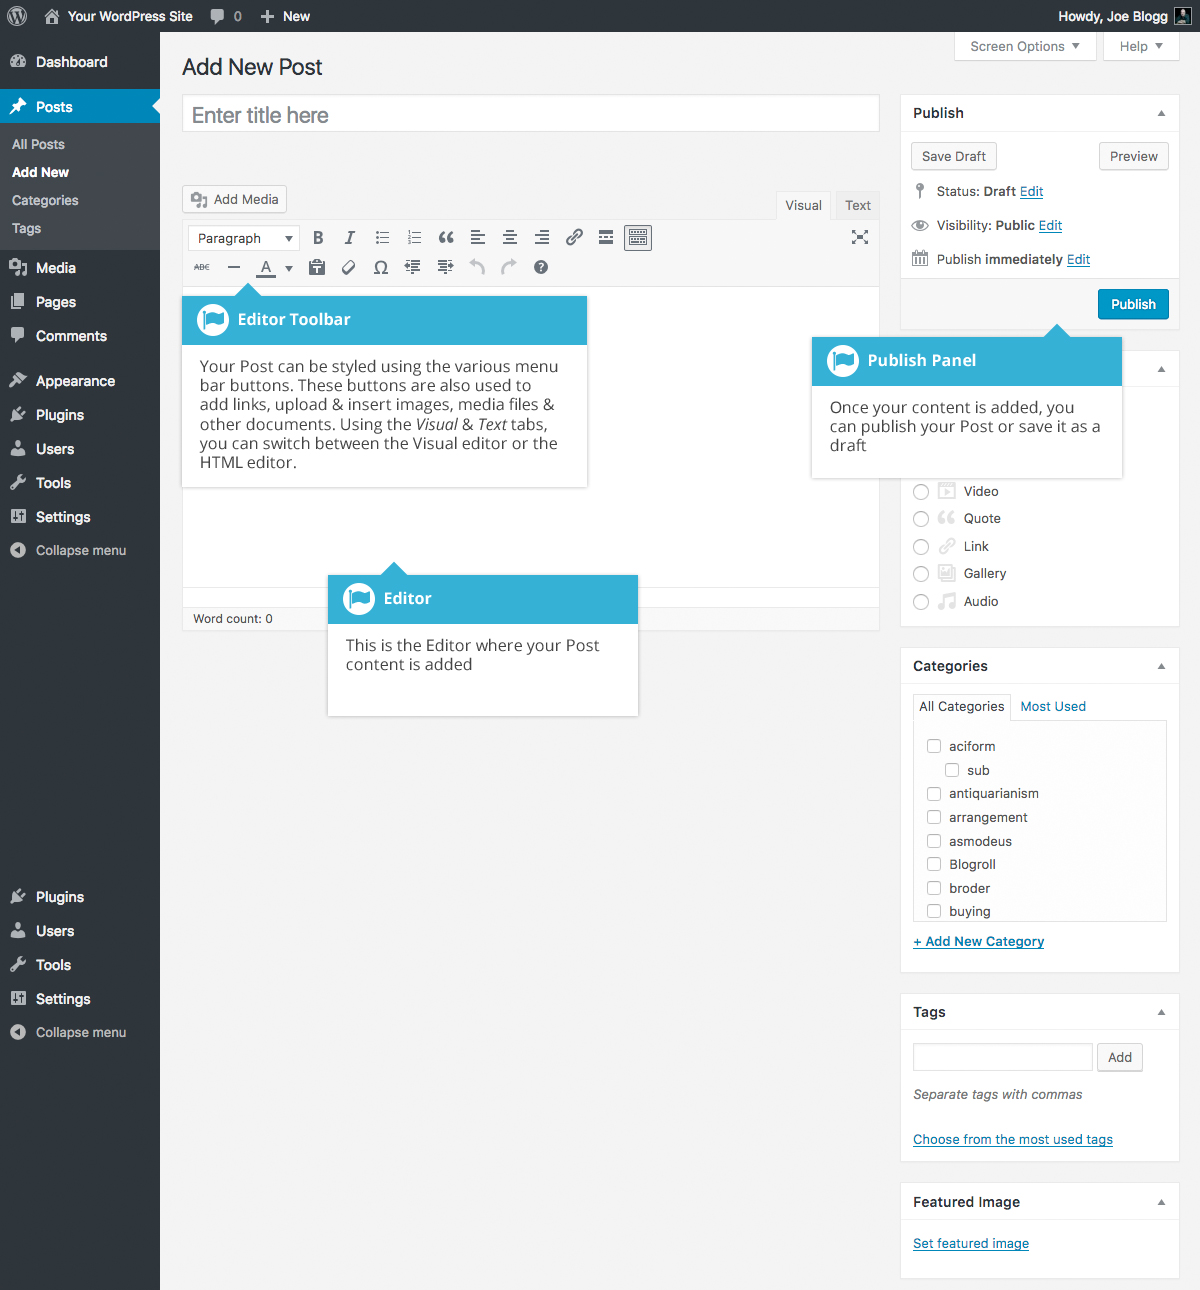 Your WordPress Site 0 New Howdy, Joe Blogg
Screen Options Help
Dashboard
Posts
All Posts
Add New
Categories
Tags
Media
Pages
Comments
Appearance
Plugins
Users
Tools
Settings
Collapse menu
Plugins
Users
Tools
Settings
Collapse menu
Add New Post
Enter title here
Add Media
Visual Text
Paragraph B I
ABC A T Ω ?
Editor Toolbar
Your Post can be styled using the various menu
bar buttons. These buttons are also used to
add links, upload & insert images, media files &
other documents. Using the Visual & Text tabs,
you can switch between the Visual editor or the
HTML editor.
Editor
This is the Editor where your Post
content is added
Word count: 0
Publish
Save Draft Preview
Status: Draft Edit
Visibility: Public Edit
Publish immediately Edit
Publish
Publish Panel
Once your content is added, you
can publish your Post or save it as a
draft
Video
Quote
Link
Gallery
Audio
Categories
All Categories Most Used
aciform
sub
antiquarianism
arrangement
asmodeus
Blogroll
broder
buying
+ Add New Category
Tags
Add
Separate tags with commas
Choose from the most used tags
Featured Image
Set featured image